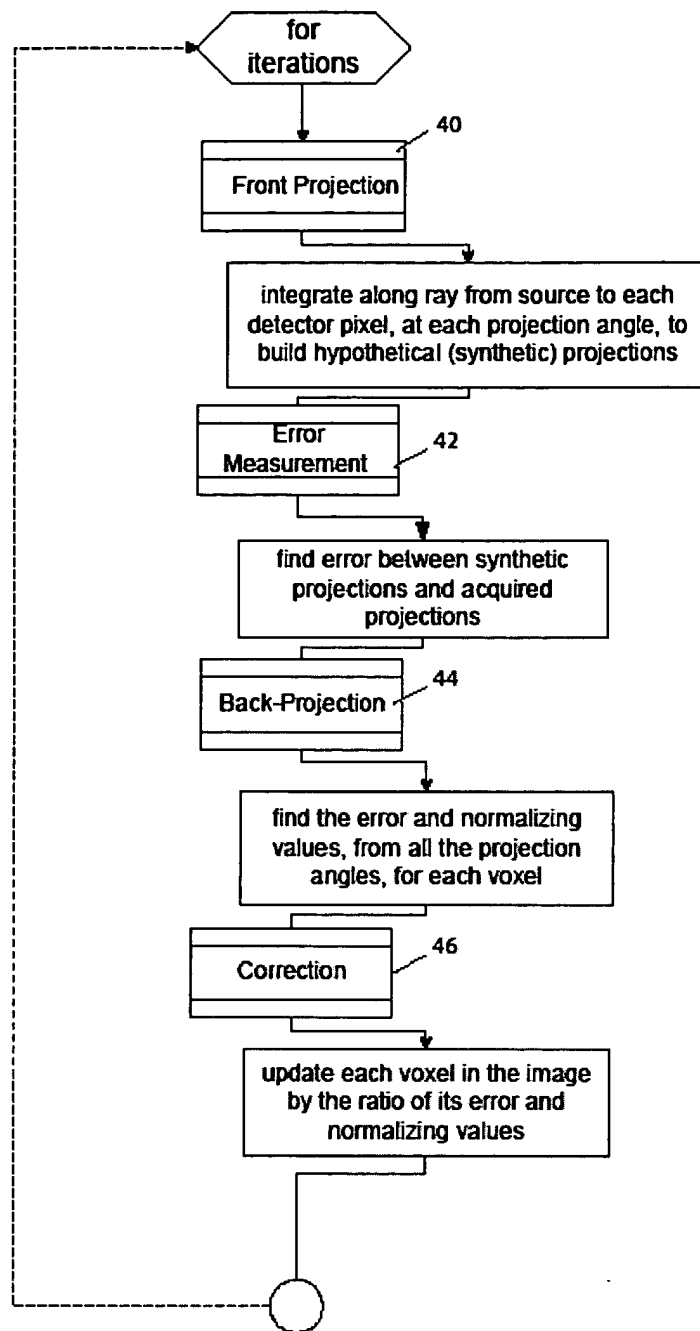 for
iterations
40
Front Projection
integrate along ray from source to each
detector pixel, at each projection angle, to
build hypothetical (synthetic) projections
Error
Measurement
42
find error between synthetic
projections and acquired
projections
44
Back-Projection
find the error and normalizing
values, from all the projection
angles, for each voxel
46
Correction
update each voxel in the image
by the ratio of its error and
normalizing values